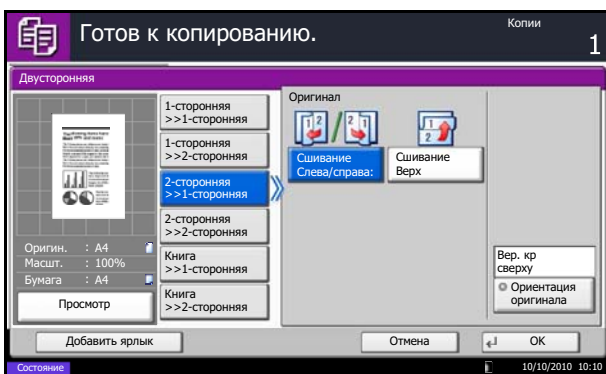 Готов к копированию.
Копии
1
Двусторонняя
Оригин. : A4
Масшт. : 100%
Бумага : A4
Просмотр
1-сторонняя
>>1-сторонняя
1-сторонняя
>>2-сторонняя
2-сторонняя
>>1-сторонняя
2-сторонняя
>>2-сторонняя
Книга
>>1-сторонняя
Книга
>>2-сторонняя
Оригинал
Сшивание
Слева/справа:
Сшивание
Верх
Вер. кр
сверху
Ориентация
оригинала
Добавить ярлык
Отмена
OK
Состояние
10/10/2010 10:10